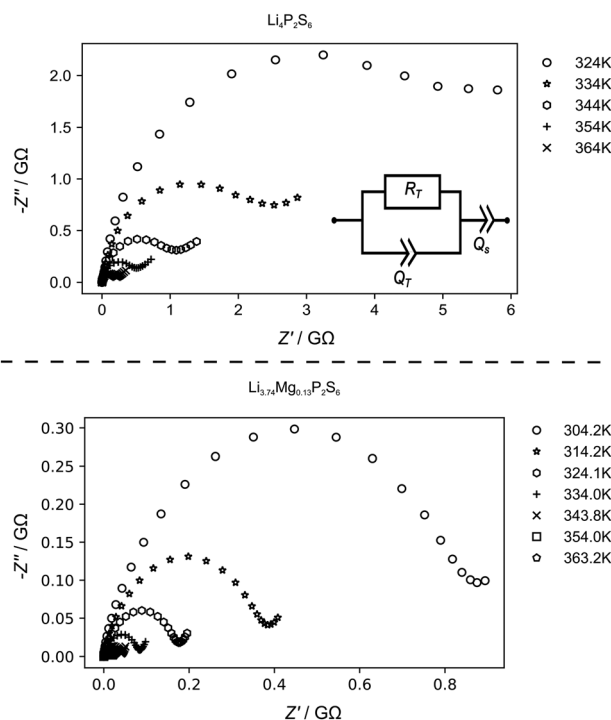 Li₄P₂S₆
-Z″ / GΩ
2.0
1.5
1.0
0.5
0.0
0 1 2 3 4 5 6
Z′ / GΩ
324K
334K
344K
354K
364K
R_T
Q_T
Q_s
Li₃.₇₄Mg₀.₁₃P₂S₆
-Z″ / GΩ
0.30
0.25
0.20
0.15
0.10
0.05
0.00
0.0 0.2 0.4 0.6 0.8
Z′ / GΩ
304.2K
314.2K
324.1K
334.0K
343.8K
354.0K
363.2K